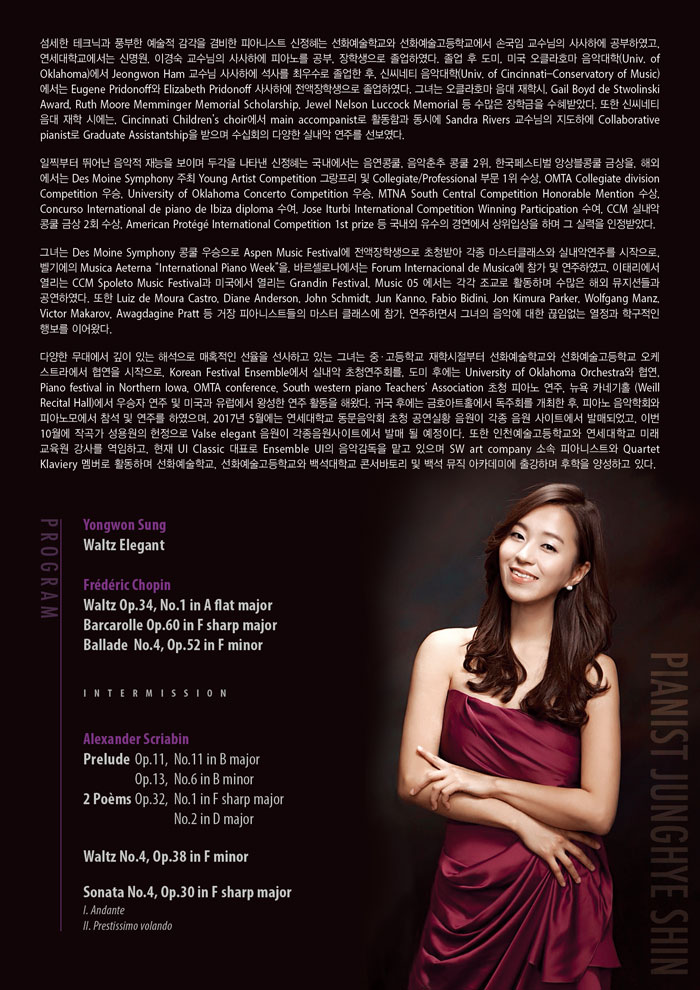 섬세한 테크닉과 풍부한 예술적 감각을 겸비한 피아니스트 신정혜는 선화예술학교와 선화예술고등학교에서 손국임 교수님의 사사하에 공부하였고,
연세대학교에서는 신명원, 이경숙 교수님의 사사하에 피아노를 공부, 장학생으로 졸업하였다. 졸업 후 도미, 미국 오클라호마 음악대학(Univ. of
Oklahoma)에서 Jeongwon Ham 교수님 사사하에 석사를 최우수로 졸업한 후, 신씨네티 음악대학(Univ. of Cincinnati–Conservatory of Music)
에서는 Eugene Pridonoff와 Elizabeth Pridonoff 사사하에 전액장학생으로 졸업하였다. 그녀는 오클라호마 음대 재학시, Gail Boyd de Stwolinski
Award, Ruth Moore Memminger Memorial Scholarship, Jewel Nelson Luccock Memorial 등 수많은 장학금을 수혜받았다. 또한 신씨네티
음대 재학 시에는, Cincinnati Children's choir에서 main accompanist로 활동함과 동시에 Sandra Rivers 교수님의 지도하에 Collaborative
pianist로 Graduate Assistantship을 받으며 수십회의 다양한 실내악 연주를 선보였다.
일찍부터 뛰어난 음악적 재능을 보이며 두각을 나타낸 신정혜는 국내에서는 음연콩쿨, 음악춘추 콩쿨 2위, 한국페스티벌 앙상블콩쿨 금상을, 해외
에서는 Des Moine Symphony 주최 Young Artist Competition 그랑프리 및 Collegiate/Professional 부문 1위 수상, OMTA Collegiate division
Competition 우승, University of Oklahoma Concerto Competition 우승, MTNA South Central Competition Honorable Mention 수상,
Concurso International de piano de Ibiza diploma 수여, Jose Iturbi International Competition Winning Participation 수여, CCM 실내악
콩쿨 금상 2회 수상, American Protégé International Competition 1st prize 등 국내외 유수의 경연에서 상위입상을 하며 그 실력을 인정받았다.
그녀는 Des Moine Symphony 콩쿨 우승으로 Aspen Music Festival에 전액장학생으로 초청받아 각종 마스터클래스와 실내악연주를 시작으로,
벨기에의 Musica Aeterna “International Piano Week”을, 바르셀로나에서는 Forum Internacional de Musica에 참가 및 연주하였고, 이태리에서
열리는 CCM Spoleto Music Festival과 미국에서 열리는 Grandin Festival, Music 05 에서는 각각 조교로 활동하며 수많은 해외 뮤지션들과
공연하였다. 또한 Luiz de Moura Castro, Diane Anderson, John Schmidt, Jun Kanno, Fabio Bidini, Jon Kimura Parker, Wolfgang Manz,
Victor Makarov, Awagdagine Pratt 등 거장 피아니스트들의 마스터 클래스에 참가, 연주하면서 그녀의 음악에 대한 끊임없는 열정과 학구적인
행보를 이어왔다.
다양한 무대에서 깊이 있는 해석으로 매혹적인 선율을 선사하고 있는 그녀는 중·고등학교 재학시절부터 선화예술학교와 선화예술고등학교 오케
스트라에서 협연을 시작으로, Korean Festival Ensemble에서 실내악 초청연주회를, 도미 후에는 University of Oklahoma Orchestra와 협연,
Piano festival in Northern Iowa, OMTA conference, South western piano Teachers' Association 초청 피아노 연주, 뉴욕 카네기홀 (Weill
Recital Hall)에서 우승자 연주 및 미국과 유럽에서 왕성한 연주 활동을 해왔다. 귀국 후에는 금호아트홀에서 독주회를 개최한 후, 피아노 음악학회와
피아노모에서 참석 및 연주를 하였으며, 2017년 5월에는 연세대학교 동문음악회 초청 공연실황 음원이 각종 음원 사이트에서 발매되었고, 이번
10월에 작곡가 성용원의 헌정으로 Valse elegant 음원이 각종음원사이트에서 발매 될 예정이다. 또한 인천예술고등학교와 연세대학교 미래
교육원 강사를 역임하고, 현재 UI Classic 대표로 Ensemble UI의 음악감독을 맡고 있으며 SW art company 소속 피아니스트와 Quartet
Klaviery 멤버로 활동하며 선화예술학교, 선화예술고등학교와 백석대학교 콘서바토리 및 백석 뮤직 아카데미에 출강하며 후학을 양성하고 있다.
PROGRAM
Yongwon Sung
Waltz Elegant
Frédéric Chopin
Waltz Op.34, No.1 in A flat major
Barcarolle Op.60 in F sharp major
Ballade No.4, Op.52 in F minor
INTERMISSION
Alexander Scriabin
Prelude Op.11, No.11 in B major
Op.13, No.6 in B minor
2 Poèms Op.32, No.1 in F sharp major
No.2 in D major
Waltz No.4, Op.38 in F minor
Sonata No.4, Op.30 in F sharp major
I. Andante
II. Prestissimo volando
PIANIST JUNGHYE SHIN